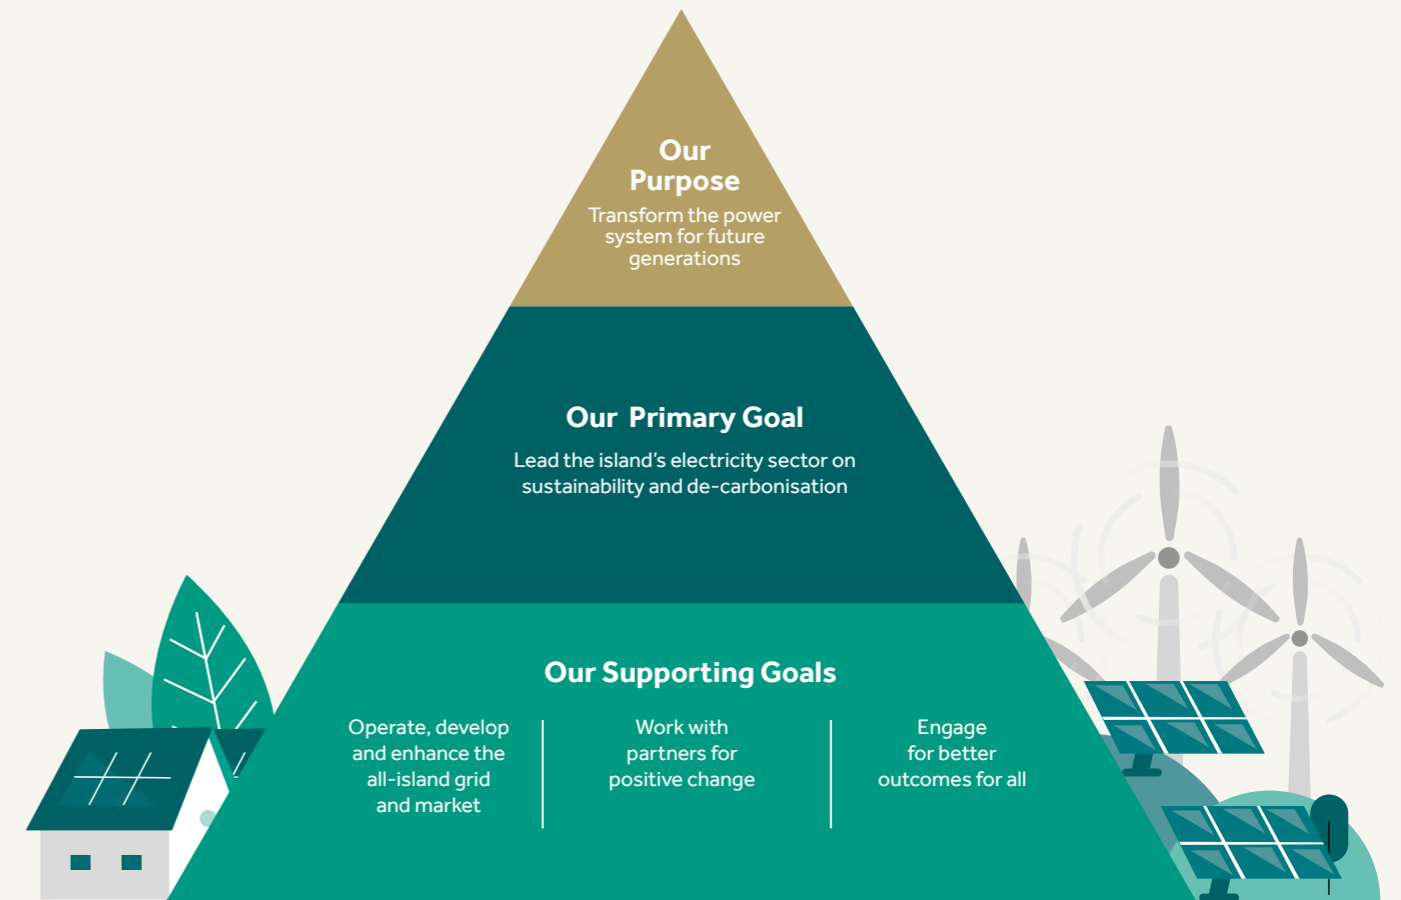 Our
Purpose
Transform the power
system for future
generations
Our Primary Goal
Lead the island's electricity sector on
sustainability and de-carbonisation
Our Supporting Goals
Operate, develop
and enhance the
all-island grid
and market
Work with
partners for
positive change
Engage
for better
outcomes for all